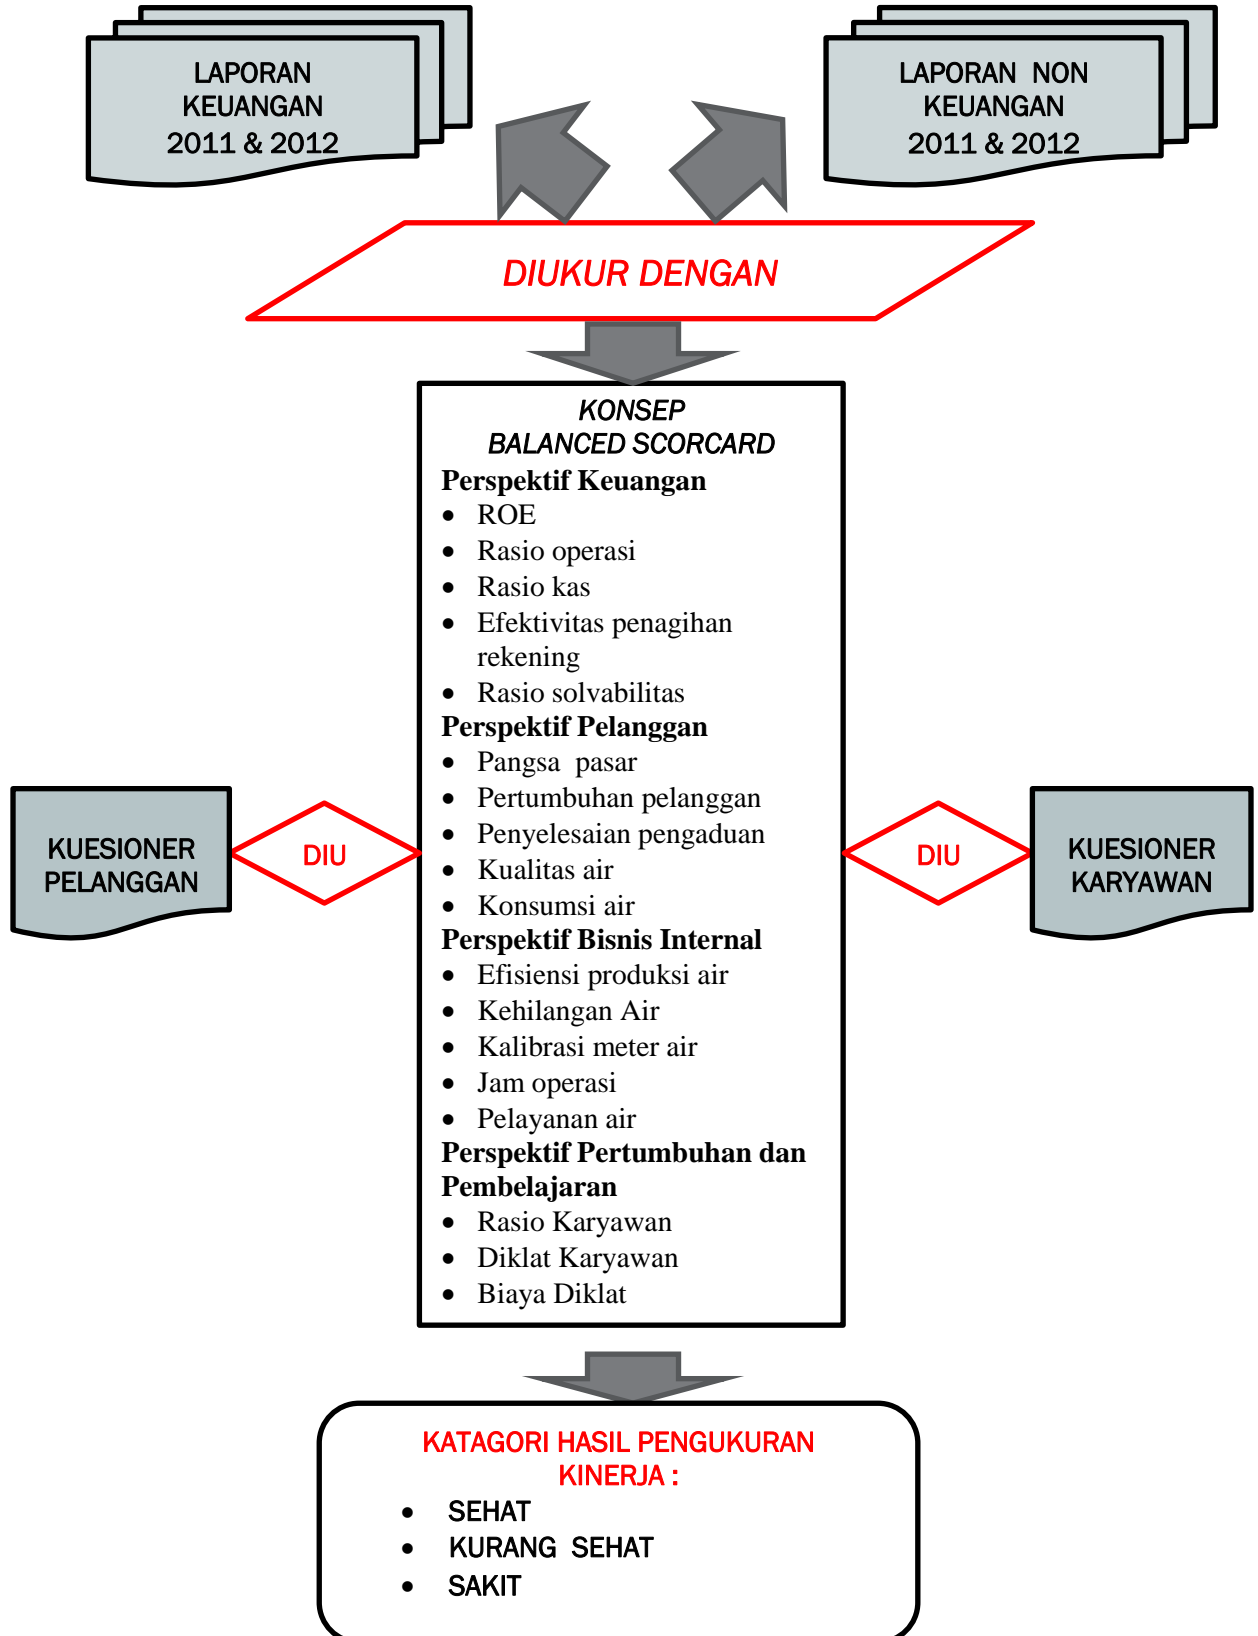 LAPORAN
KEUANGAN
2011 & 2012
LAPORAN NON
KEUANGAN
2011 & 2012
DIUKUR DENGAN
KONSEP
BALANCED SCORCARD
Perspektif Keuangan
• ROE
• Rasio operasi
• Rasio kas
• Efektivitas penagihan
rekening
• Rasio solvabilitas
Perspektif Pelanggan
• Pangsa pasar
• Pertumbuhan pelanggan
• Penyelesaian pengaduan
• Kualitas air
• Konsumsi air
Perspektif Bisnis Internal
• Efisiensi produksi air
• Kehilangan Air
• Kalibrasi meter air
• Jam operasi
• Pelayanan air
Perspektif Pertumbuhan dan
Pembelajaran
• Rasio Karyawan
• Diklat Karyawan
• Biaya Diklat
KUESIONER
PELANGGAN
DIU
DIU
KUESIONER
KARYAWAN
KATAGORI HASIL PENGUKURAN
KINERJA :
• SEHAT
• KURANG SEHAT
• SAKIT